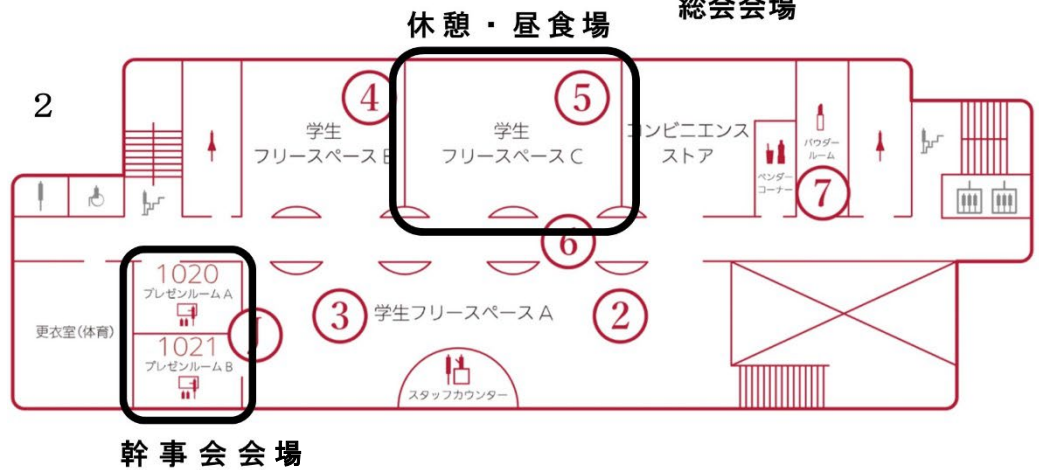 総会会場
休憩・昼食場
2
④
⑤
学生
フリースペース B
学生
フリースペース C
コンビニエンス
ストア
ベンダー
コーナー
パウダー
ルーム
⑦
⑥
1020
プレゼンルーム A
1021
プレゼンルーム B
更衣室(体育)
J
③
学生フリースペース A
②
スタッフカウンター
幹事会会場